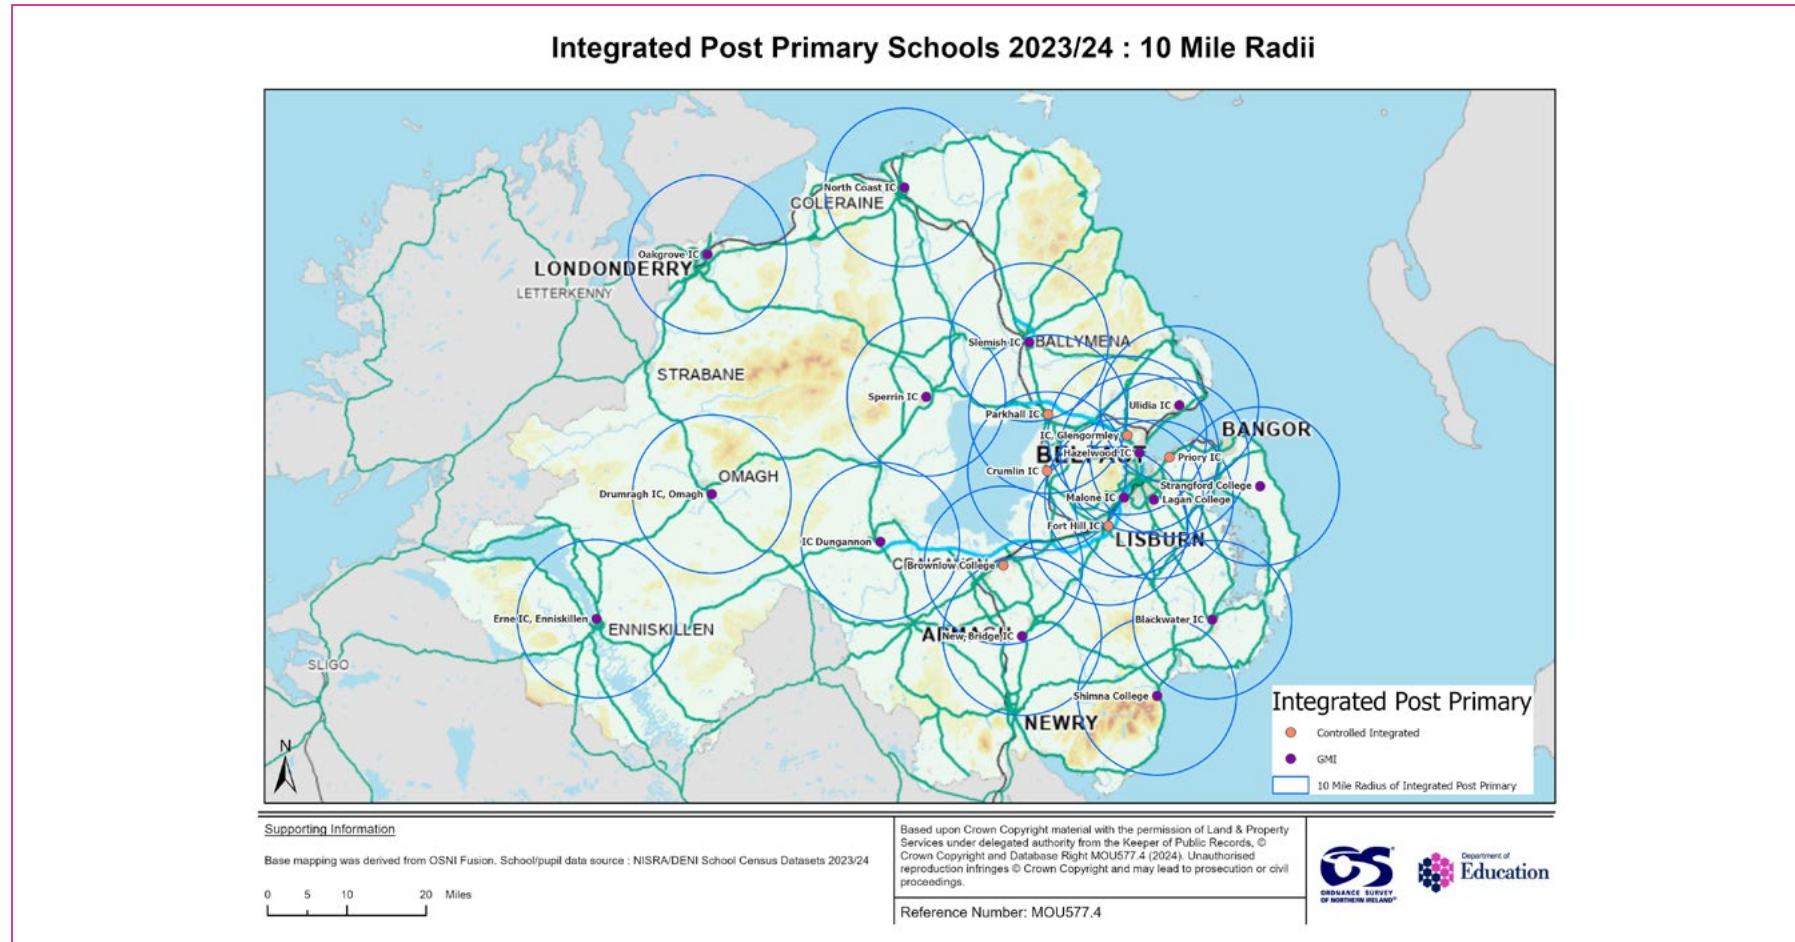 Integrated Post Primary Schools 2023/24 : 10 Mile Radii
North Coast IC
COLERAINE
Oakgrove IC
LONDONDERRY
LETTERKENNY
Slemish IC
BALLYMENA
STRABANE
Sperrin IC
Parkhall IC
Ulidia IC
IC, Glengormley
BANGOR
BELFAST
Hazelwood IC
Priory IC
Crumlin IC
OMAGH
Strangford College
Drumragh IC, Omagh
Malone IC
Lagan College
Fort Hill IC
LISBURN
IC Dungannon
Brownlow College
Erne IC, Enniskillen
ENNISKILLEN
Blackwater IC
ARMAGH
New-Bridge IC
SLIGO
Shimna College
NEWRY
N
Integrated Post Primary
Controlled Integrated
GMI
10 Mile Radius of Integrated Post Primary
Supporting Information
Base mapping was derived from OSNI Fusion. School/pupil data source : NISRA/DENI School Census Datasets 2023/24
0 5 10 20 Miles
Based upon Crown Copyright material with the permission of Land & Property
Services under delegated authority from the Keeper of Public Records, ©
Crown Copyright and Database Right MOU577.4 (2024). Unauthorised
reproduction infringes © Crown Copyright and may lead to prosecution or civil
proceedings.
Reference Number: MOU577.4
OS
ORDNANCE SURVEY
OF NORTHERN IRELAND®
Department of
Education